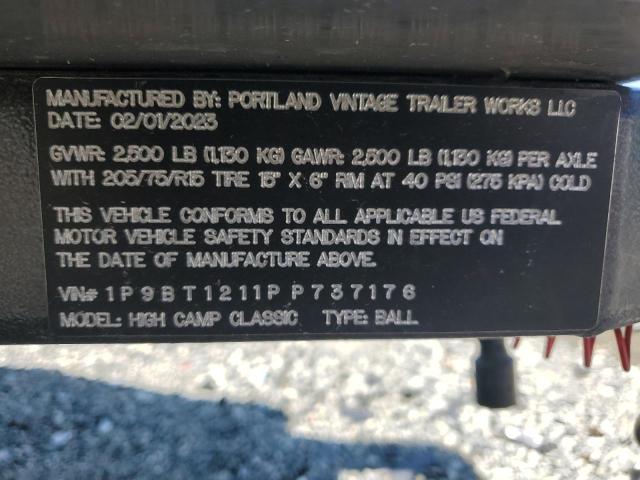 MANUFACTURED BY: PORTLAND VINTAGE TRAILER WORKS LLC
DATE: 02/01/2023
GVWR: 2,500 LB (1,130 KG) GAWR: 2,500 LB (1,130 KG) PER AXLE
WITH 205/75/R15 TIRE 15" X 6" RIM AT 40 PSI (275 KPA) COLD
THIS VEHICLE CONFORMS TO ALL APPLICABLE US FEDERAL
MOTOR VEHICLE SAFETY STANDARDS IN EFFECT ON
THE DATE OF MANUFACTURE ABOVE.
VIN# 1P9BT1211PP737176
MODEL: HIGH CAMP CLASSIC TYPE: BALL